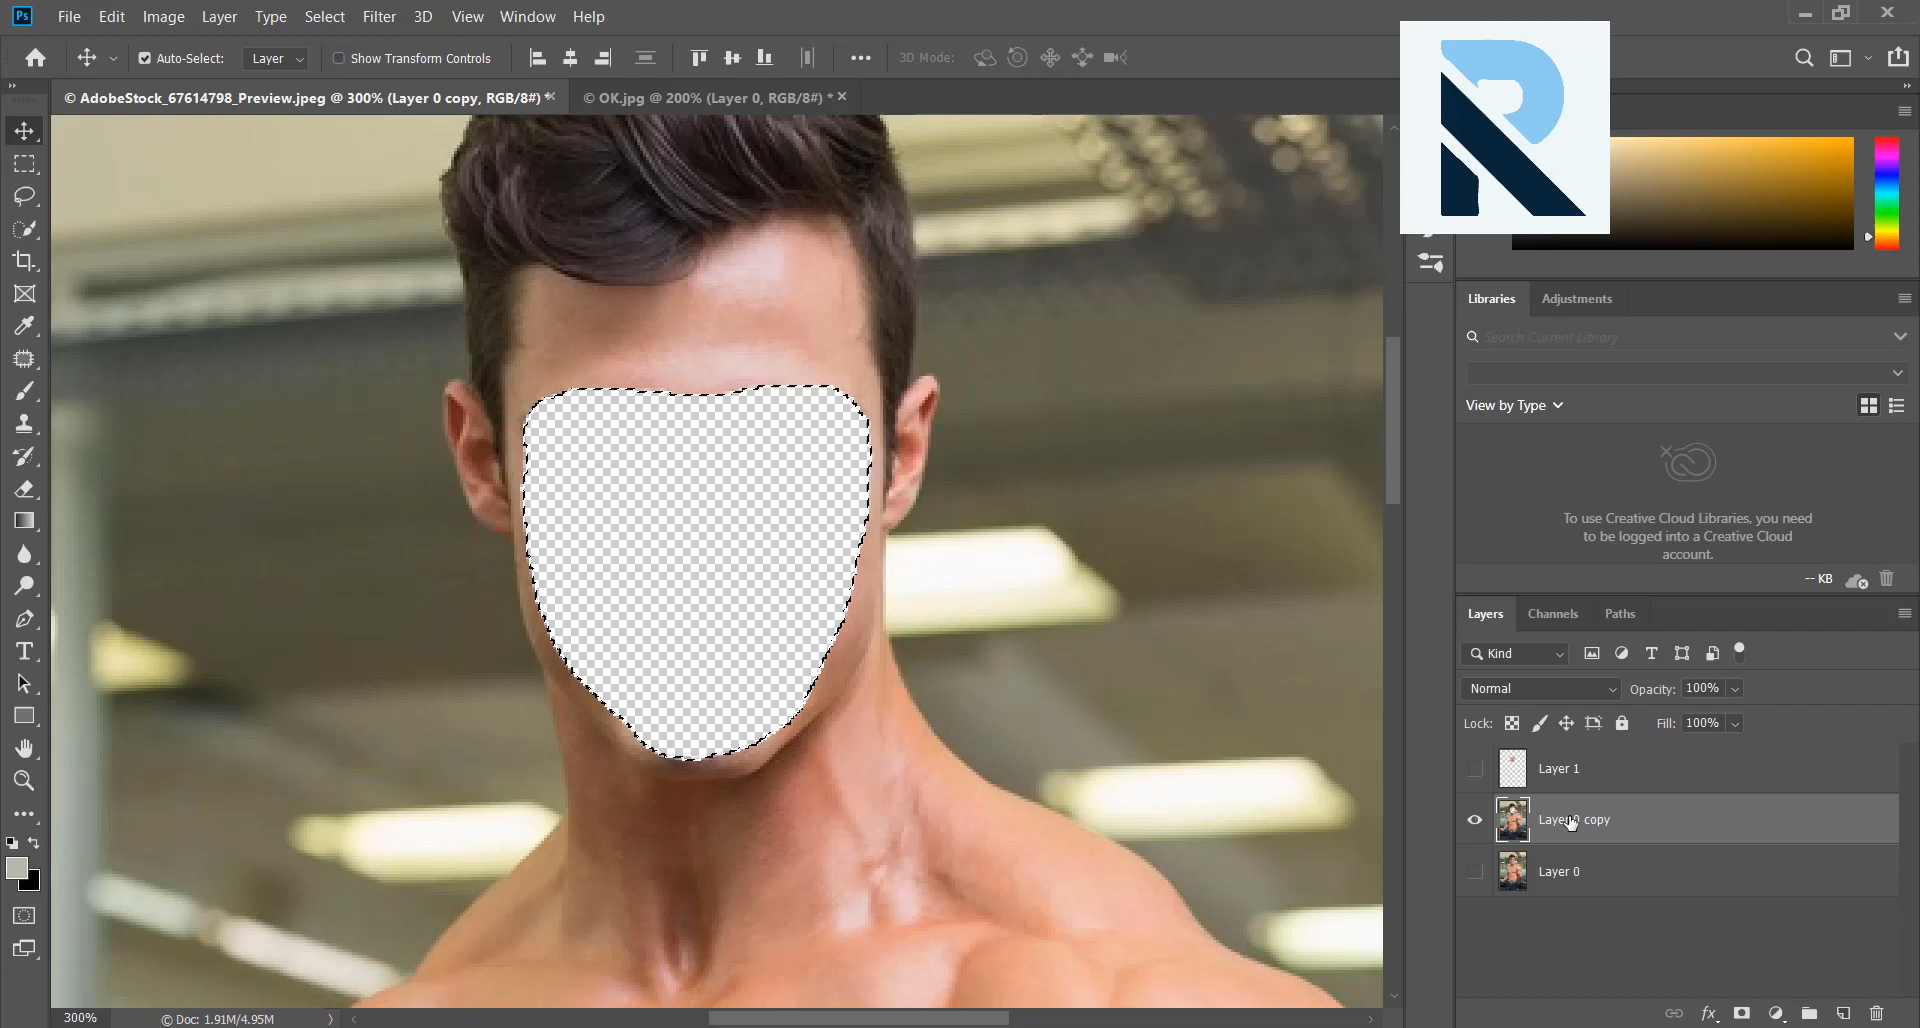 Ps File Edit Image Layer Type Select Filter 3D View Window Help
Auto-Select: Layer Show Transform Controls 3D Mode:
© AdobeStock_67614798_Preview.jpeg @ 300% (Layer 0 copy, RGB/8#) * © OK.jpg @ 200% (Layer 0, RGB/8#) *
Libraries Adjustments
Search Current Library
View by Type
To use Creative Cloud Libraries, you need
to be logged into a Creative Cloud
account.
-- KB
Layers Channels Paths
Kind
Normal Opacity: 100%
Lock: Fill: 100%
Layer 1
Layer 0 copy
Layer 0
fx
300% © Doc: 1.91M/4.95M